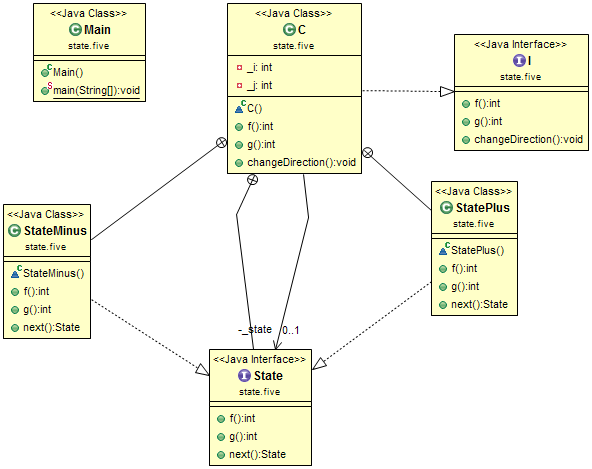 <<Java Class>>
C Main
state.five
C Main()
S main(String[]):void
<<Java Class>>
C C
state.five
_i: int
_j: int
C C()
f():int
g():int
changeDirection():void
<<Java Interface>>
I I
state.five
f():int
g():int
changeDirection():void
<<Java Class>>
C StateMinus
state.five
C StateMinus()
f():int
g():int
next():State
<<Java Class>>
C StatePlus
state.five
C StatePlus()
f():int
g():int
next():State
-_state 0..1
<<Java Interface>>
I State
state.five
f():int
g():int
next():State